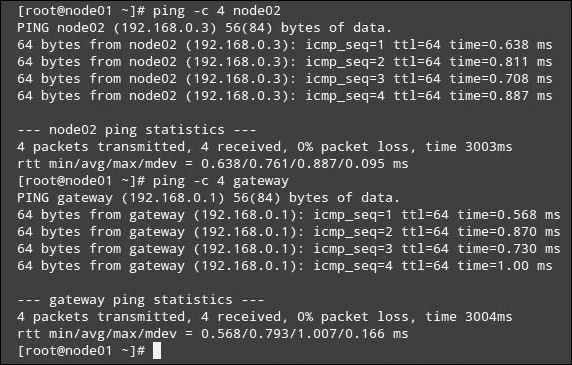 [root@node01 ~]# ping -c 4 node02
PING node02 (192.168.0.3) 56(84) bytes of data.
64 bytes from node02 (192.168.0.3): icmp_seq=1 ttl=64 time=0.638 ms
64 bytes from node02 (192.168.0.3): icmp_seq=2 ttl=64 time=0.811 ms
64 bytes from node02 (192.168.0.3): icmp_seq=3 ttl=64 time=0.708 ms
64 bytes from node02 (192.168.0.3): icmp_seq=4 ttl=64 time=0.887 ms
--- node02 ping statistics ---
4 packets transmitted, 4 received, 0% packet loss, time 3003ms
rtt min/avg/max/mdev = 0.638/0.761/0.887/0.095 ms
[root@node01 ~]# ping -c 4 gateway
PING gateway (192.168.0.1) 56(84) bytes of data.
64 bytes from gateway (192.168.0.1): icmp_seq=1 ttl=64 time=0.568 ms
64 bytes from gateway (192.168.0.1): icmp_seq=2 ttl=64 time=0.870 ms
64 bytes from gateway (192.168.0.1): icmp_seq=3 ttl=64 time=0.730 ms
64 bytes from gateway (192.168.0.1): icmp_seq=4 ttl=64 time=1.00 ms
--- gateway ping statistics ---
4 packets transmitted, 4 received, 0% packet loss, time 3004ms
rtt min/avg/max/mdev = 0.568/0.793/1.007/0.166 ms
[root@node01 ~]#